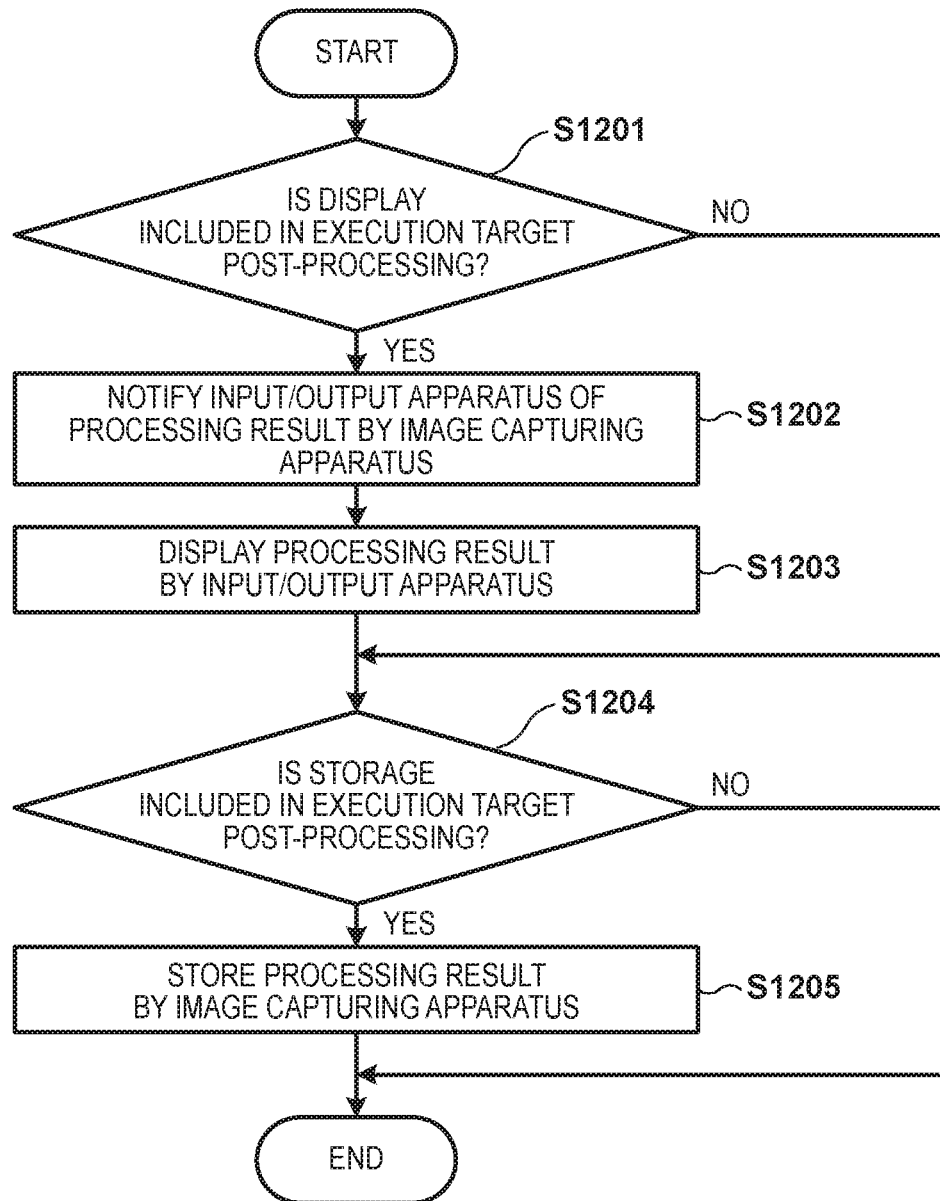 START
S1201
IS DISPLAY
INCLUDED IN EXECUTION TARGET
POST-PROCESSING?
NO
YES
NOTIFY INPUT/OUTPUT APPARATUS OF
PROCESSING RESULT BY IMAGE CAPTURING
APPARATUS
S1202
DISPLAY PROCESSING RESULT
BY INPUT/OUTPUT APPARATUS
S1203
S1204
IS STORAGE
INCLUDED IN EXECUTION TARGET
POST-PROCESSING?
NO
YES
STORE PROCESSING RESULT
BY IMAGE CAPTURING APPARATUS
S1205
END